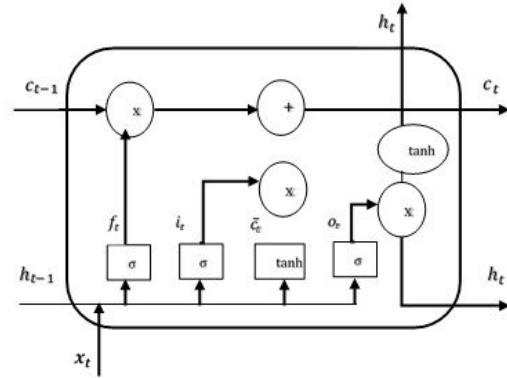 h_t
c_{t-1}
x
+
c_t
tanh
x
x
f_t
i_t
c̄_t
o_t
σ
σ
tanh
σ
h_{t-1}
h_t
x_t